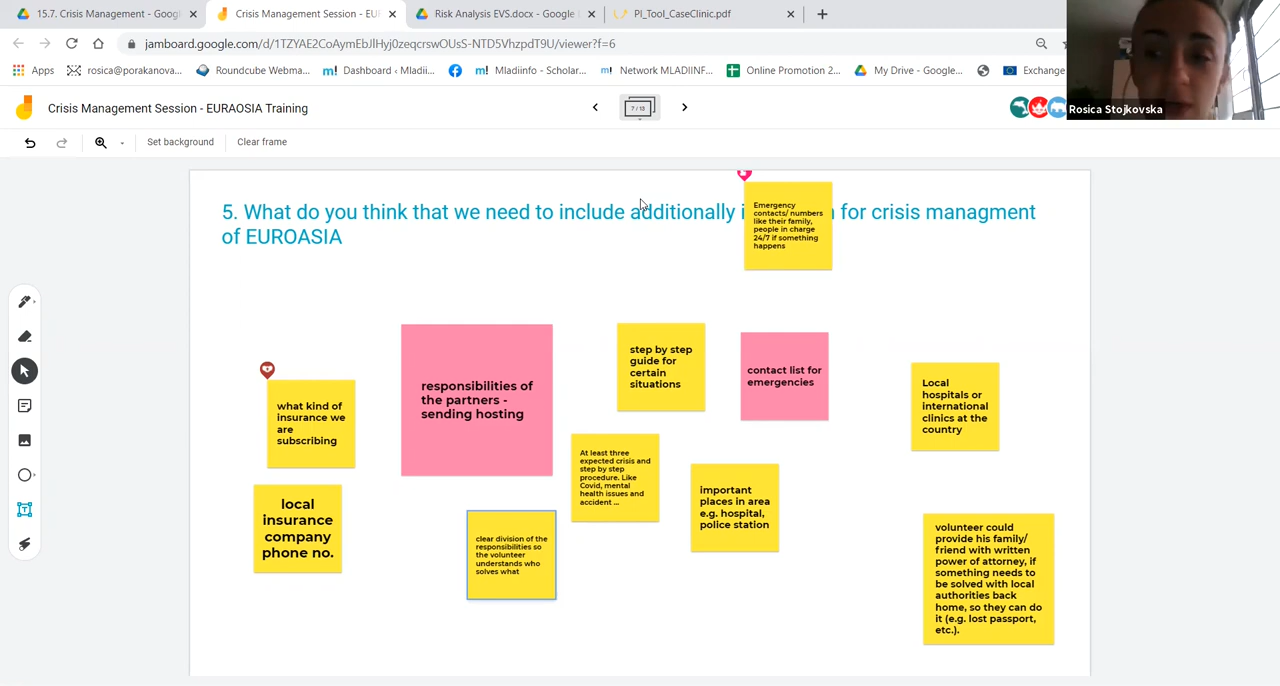 15.7. Crisis Management - Goog
Crisis Management Session - EUR
Risk Analysis EVS.docx - Google
PI_Tool_CaseClinic.pdf
jamboard.google.com/d/1TZYAE2CoAymEbJlHyj0zeqcrswOUsS-NTD5VhzpdT9U/viewer?f=6
Apps
rosica@porakanova...
Roundcube Webma...
Dashboard ‹ Mladii...
Mladiinfo - Scholar...
Network MLADIINF...
Online Promotion 2...
My Drive - Google...
Exchange
Rosica Stojkovska
Crisis Management Session - EURAOSIA Training
7 / 13
Set background
Clear frame
5. What do you think that we need to include additionally i for crisis managment
of EUROASIA
Emergency
contacts/ numbers
like their family,
people in charge
24/7 if something
happens
responsibilities of
the partners -
sending hosting
step by step
guide for
certain
situations
contact list for
emergencies
Local
hospitals or
international
clinics at the
country
what kind of
insurance we
are
subscribing
At least three
expected crisis and
step by step
procedure. Like
Covid, mental
health issues and
accident ...
important
places in area
e.g. hospital,
police station
local
insurance
company
phone no.
clear division of the
responsibilities so
the volunteer
understands who
solves what
volunteer could
provide his family/
friend with written
power of attorney, if
something needs to
be solved with local
authorities back
home, so they can do
it (e.g. lost passport,
etc.).